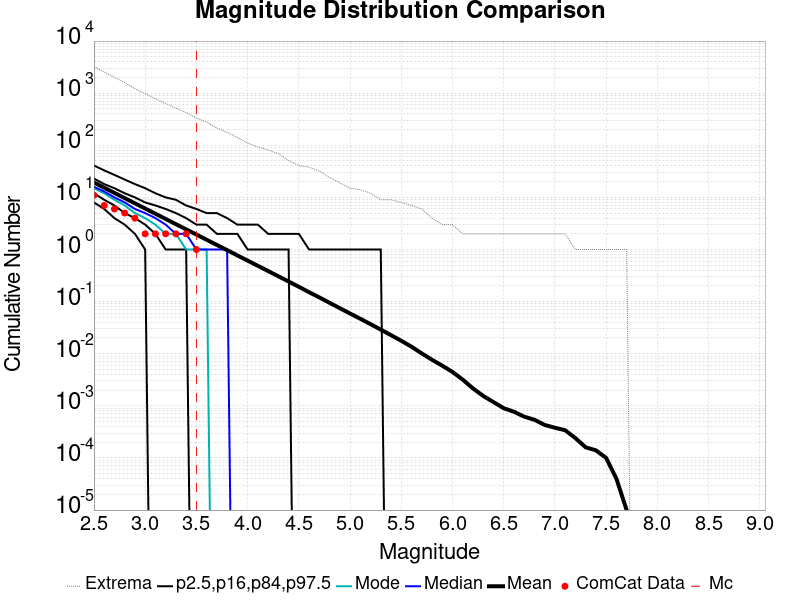 Magnitude Distribution Comparison
Cumulative Number
10^4
10^3
10^2
10^1
10^0
10^-1
10^-2
10^-3
10^-4
10^-5
2.5 3.0 3.5 4.0 4.5 5.0 5.5 6.0 6.5 7.0 7.5 8.0 8.5 9.0
Magnitude
Extrema p2.5,p16,p84,p97.5 Mode Median Mean ComCat Data Mc